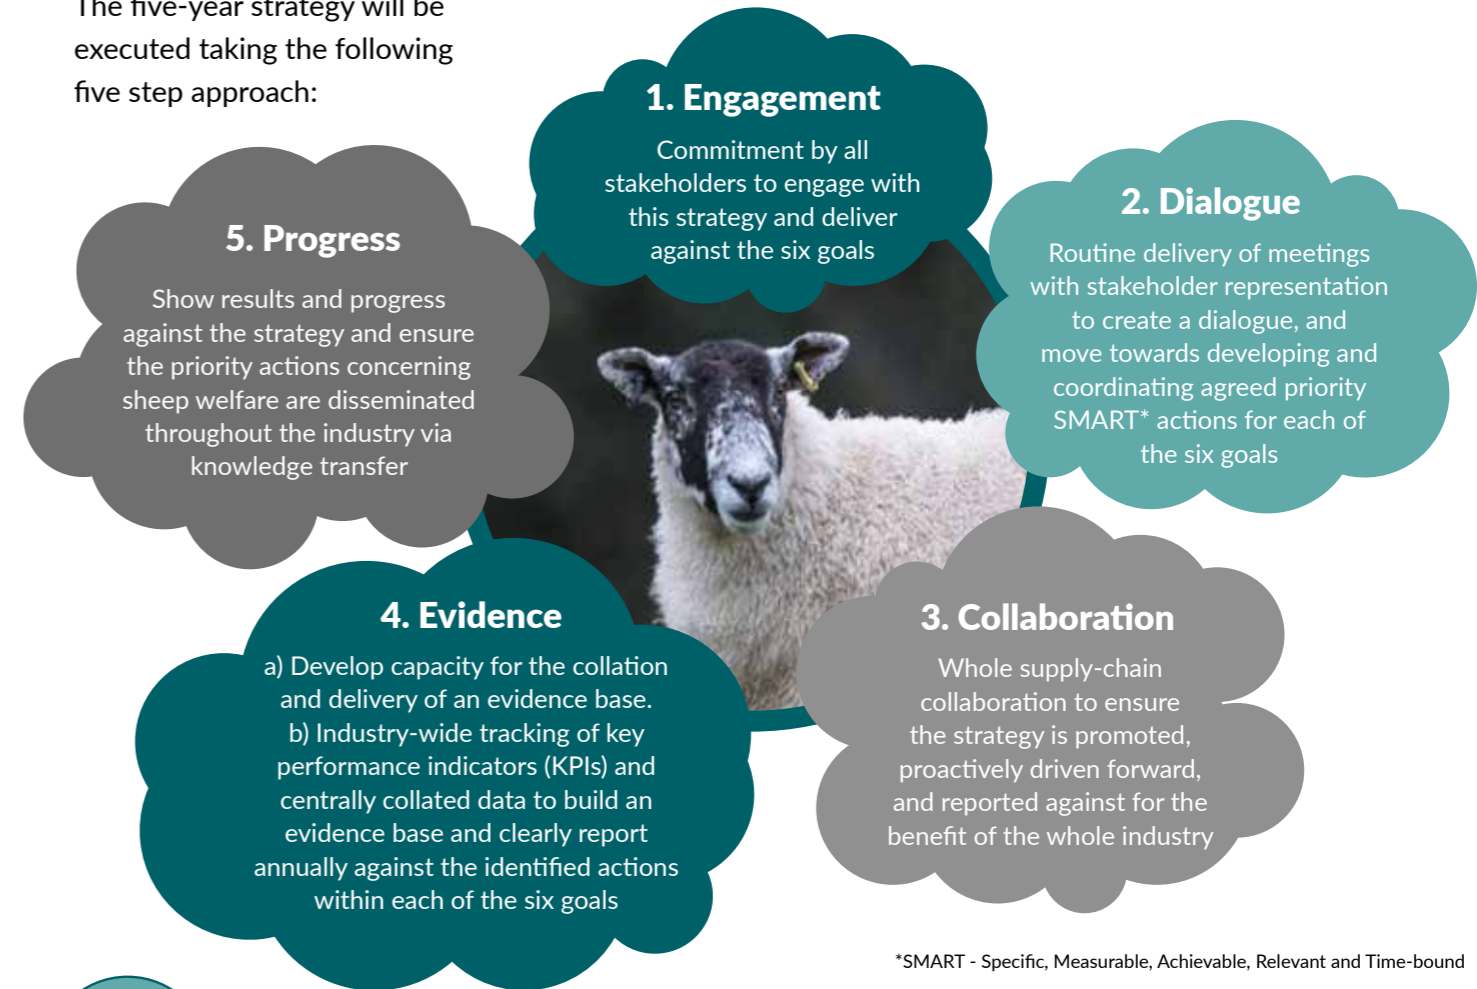 The five-year strategy will be
executed taking the following
five step approach:
1. Engagement
Commitment by all
stakeholders to engage with
this strategy and deliver
against the six goals
2. Dialogue
Routine delivery of meetings
with stakeholder representation
to create a dialogue, and
move towards developing and
coordinating agreed priority
SMART* actions for each of
the six goals
3. Collaboration
Whole supply-chain
collaboration to ensure
the strategy is promoted,
proactively driven forward,
and reported against for the
benefit of the whole industry
4. Evidence
a) Develop capacity for the collation
and delivery of an evidence base.
b) Industry-wide tracking of key
performance indicators (KPIs) and
centrally collated data to build an
evidence base and clearly report
annually against the identified actions
within each of the six goals
5. Progress
Show results and progress
against the strategy and ensure
the priority actions concerning
sheep welfare are disseminated
throughout the industry via
knowledge transfer
*SMART - Specific, Measurable, Achievable, Relevant and Time-bound